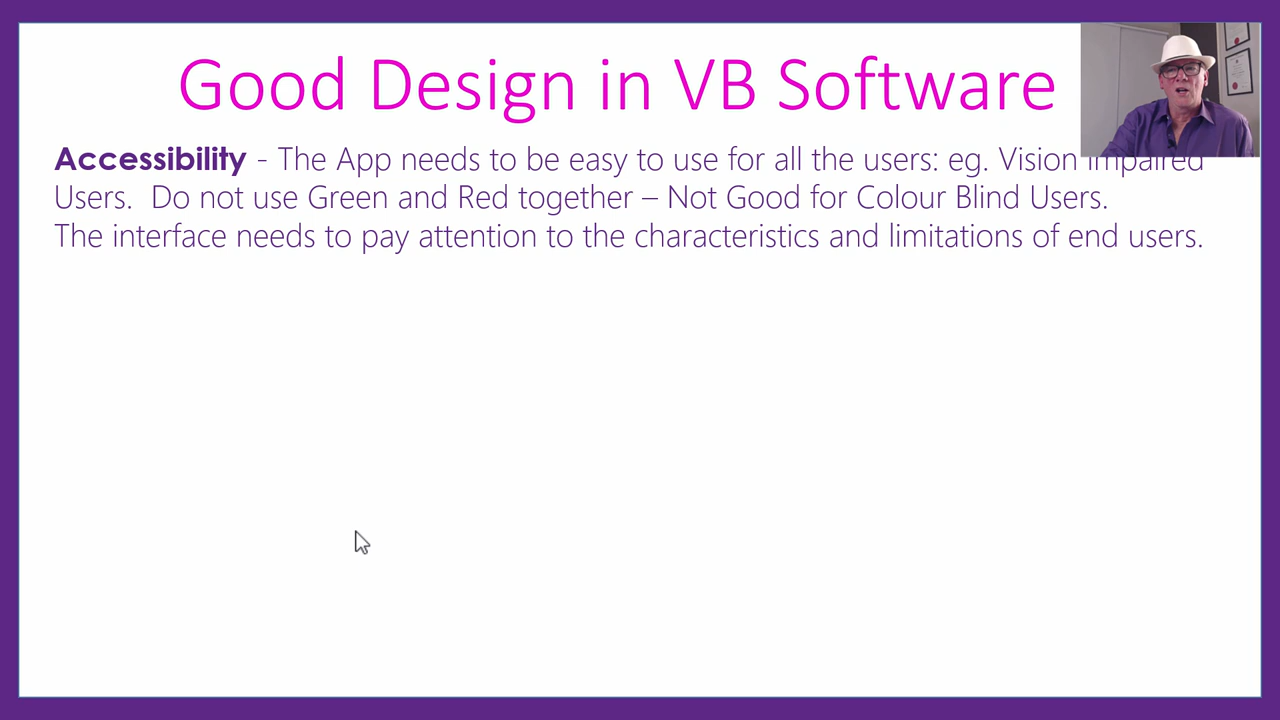 Good Design in VB Software
Accessibility - The App needs to be easy to use for all the users: eg. Vision Impaired
Users.  Do not use Green and Red together – Not Good for Colour Blind Users.
The interface needs to pay attention to the characteristics and limitations of end users.